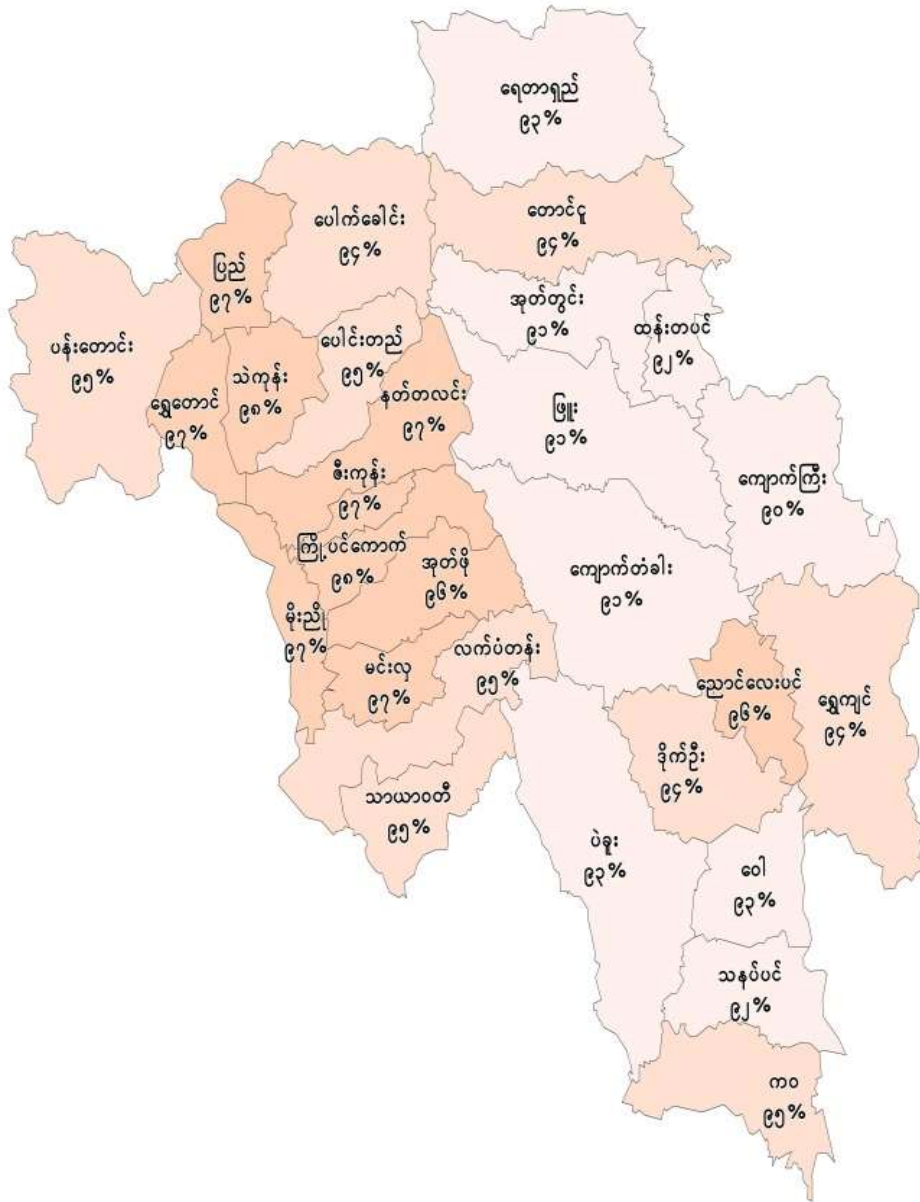 ရေတာရှည်
၉၃%
တောင်ငူ
၉၄%
ပေါက်ခေါင်း
၉၄%
ပြည်
၉၇%
အုတ်တွင်း
၉၁%
ထန်းတပင်
၉၂%
ပန်းတောင်း
၉၅%
ပေါင်းတည်
၉၅%
သဲကုန်း
၉၈%
ရွှေတောင်
၉၇%
နတ်တလင်း
၉၇%
ဖြူး
၉၁%
ဇီးကုန်း
၉၇%
ကျောက်ကြီး
၉၀%
ကြို့ပင်ကောက်
၉၈%
အုတ်ဖို
၉၆%
ကျောက်တံခါး
၉၁%
မိုးညို
၉၇%
မင်းလှ
၉၇%
လက်ပံတန်း
၉၅%
ညောင်လေးပင်
၉၆%
ရွှေကျင်
၉၄%
ဒိုက်ဦး
၉၄%
သာယာဝတီ
၉၅%
ပဲခူး
၉၃%
ဝေါ
၉၃%
သနပ်ပင်
၉၂%
ကဝ
၉၅%